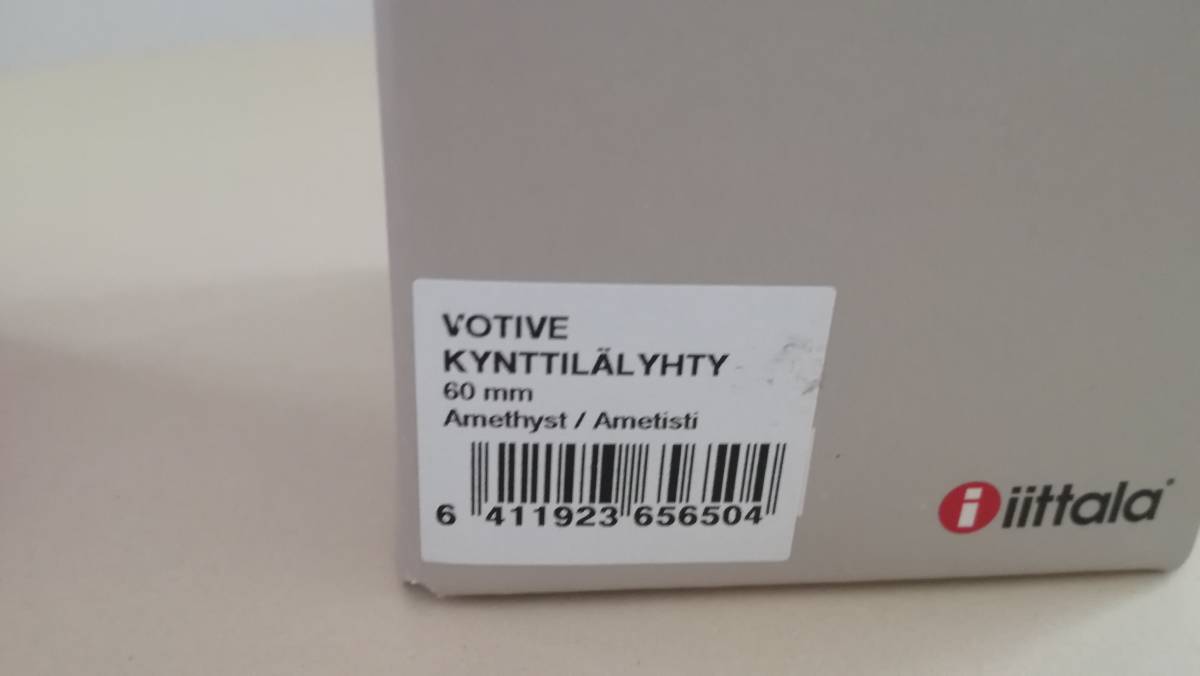 VOTIVE
KYNTTILÄLYHTY
60 mm
Amethyst / Ametisti
6 411923 656504
i iittala